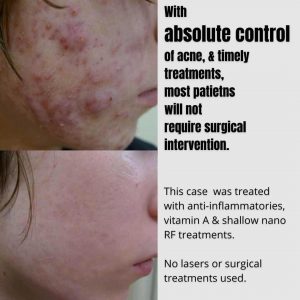 With
absolute control
of acne, & timely
treatments,
most patietns
will not
require surgical
intervention.
This case was treated
with anti-inflammatories,
vitamin A & shallow nano
RF treatments.
No lasers or surgical
treatments used.